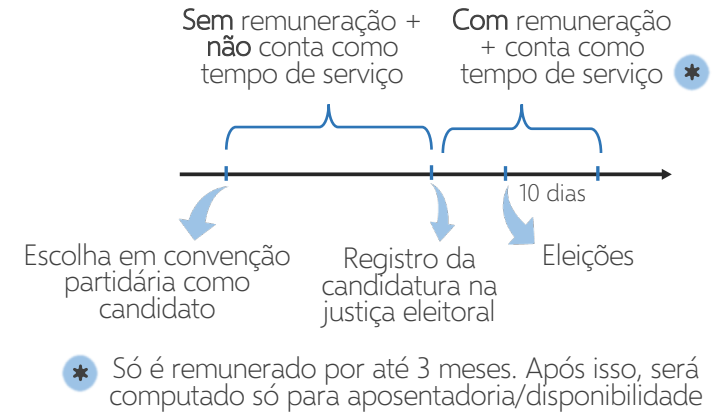 Sem remuneração +
não conta como
tempo de serviço
Com remuneração
+ conta como
tempo de serviço *
10 dias
Escolha em convenção
partidária como
candidato
Registro da
candidatura na
justiça eleitoral
Eleições
* Só é remunerado por até 3 meses. Após isso, será
computado só para aposentadoria/disponibilidade